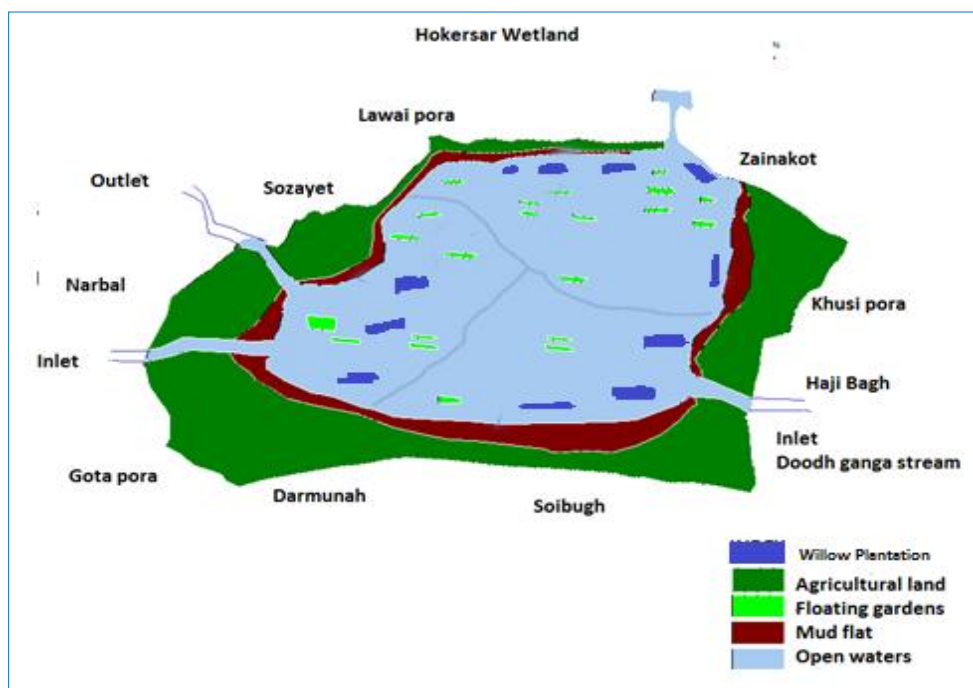 Hokersar Wetland
Lawai pora
Zainakot
Outlet
Sozayet
Narbal
Khusi pora
Inlet
Haji Bagh
Inlet
Doodh ganga stream
Gota pora
Darmunah
Soibugh
Willow Plantation
Agricultural land
Floating gardens
Mud flat
Open waters